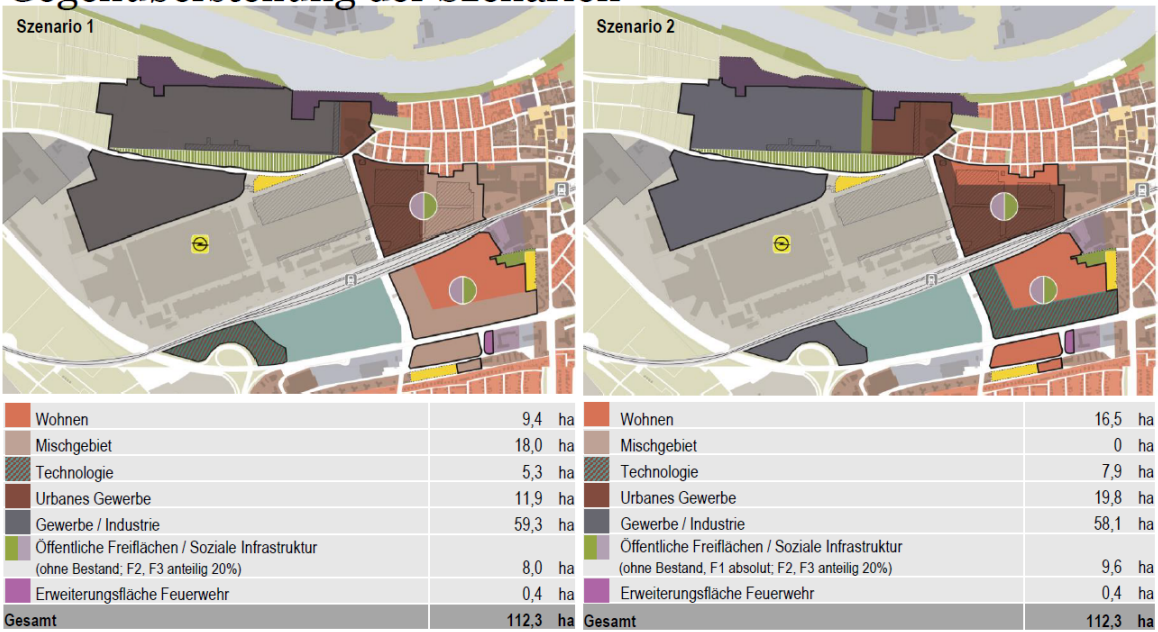 Gegenüberstellung der Szenarien
Szenario 1
Wohnen 9,4 ha
Mischgebiet 18,0 ha
Technologie 5,3 ha
Urbanes Gewerbe 11,9 ha
Gewerbe / Industrie 59,3 ha
Öffentliche Freiflächen / Soziale Infrastruktur
(ohne Bestand; F2, F3 anteilig 20%) 8,0 ha
Erweiterungsfläche Feuerwehr 0,4 ha
Gesamt 112,3 ha
Szenario 2
Wohnen 16,5 ha
Mischgebiet 0 ha
Technologie 7,9 ha
Urbanes Gewerbe 19,8 ha
Gewerbe / Industrie 58,1 ha
Öffentliche Freiflächen / Soziale Infrastruktur
(ohne Bestand, F1 absolut; F2, F3 anteilig 20%) 9,6 ha
Erweiterungsfläche Feuerwehr 0,4 ha
Gesamt 112,3 ha